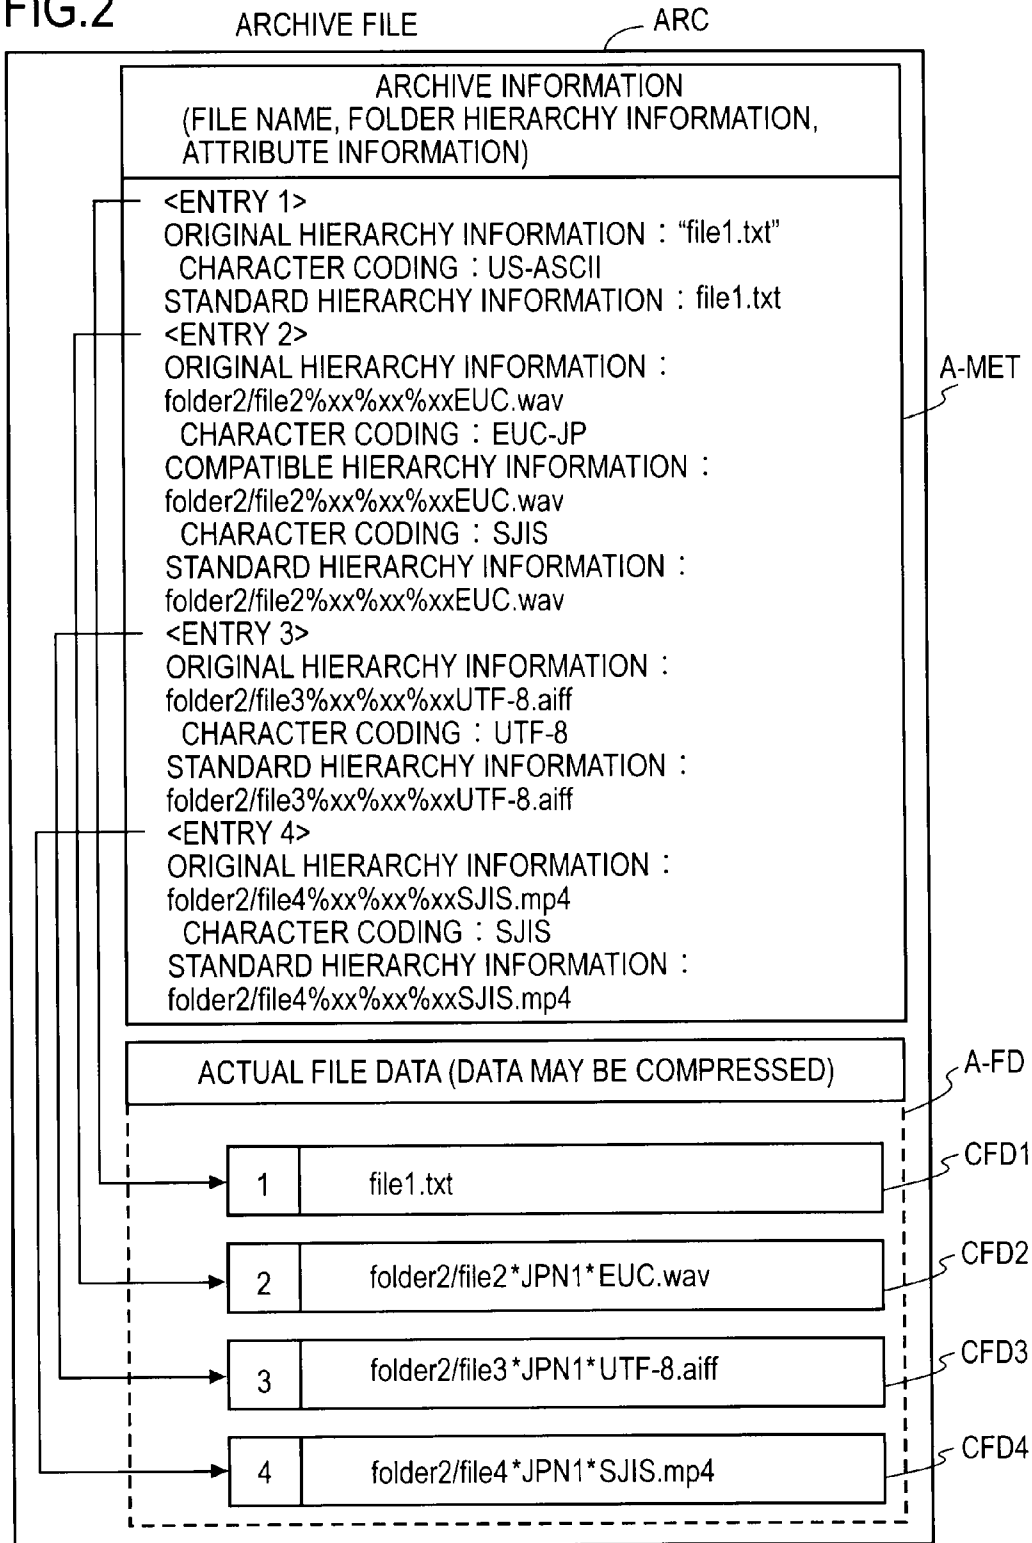 FIG.2
ARCHIVE FILE
ARC
ARCHIVE INFORMATION
(FILE NAME, FOLDER HIERARCHY INFORMATION,
ATTRIBUTE INFORMATION)
<ENTRY 1>
ORIGINAL HIERARCHY INFORMATION : “file1.txt”
CHARACTER CODING : US-ASCII
STANDARD HIERARCHY INFORMATION : file1.txt
<ENTRY 2>
ORIGINAL HIERARCHY INFORMATION :
folder2/file2%xx%xx%xxEUC.wav
CHARACTER CODING : EUC-JP
COMPATIBLE HIERARCHY INFORMATION :
folder2/file2%xx%xx%xxEUC.wav
CHARACTER CODING : SJIS
STANDARD HIERARCHY INFORMATION :
folder2/file2%xx%xx%xxEUC.wav
<ENTRY 3>
ORIGINAL HIERARCHY INFORMATION :
folder2/file3%xx%xx%xxUTF-8.aiff
CHARACTER CODING : UTF-8
STANDARD HIERARCHY INFORMATION :
folder2/file3%xx%xx%xxUTF-8.aiff
<ENTRY 4>
ORIGINAL HIERARCHY INFORMATION :
folder2/file4%xx%xx%xxSJIS.mp4
CHARACTER CODING : SJIS
STANDARD HIERARCHY INFORMATION :
folder2/file4%xx%xx%xxSJIS.mp4
A-MET
ACTUAL FILE DATA (DATA MAY BE COMPRESSED)
A-FD
1 file1.txt
CFD1
2 folder2/file2*JPN1*EUC.wav
CFD2
3 folder2/file3*JPN1*UTF-8.aiff
CFD3
4 folder2/file4*JPN1*SJIS.mp4
CFD4